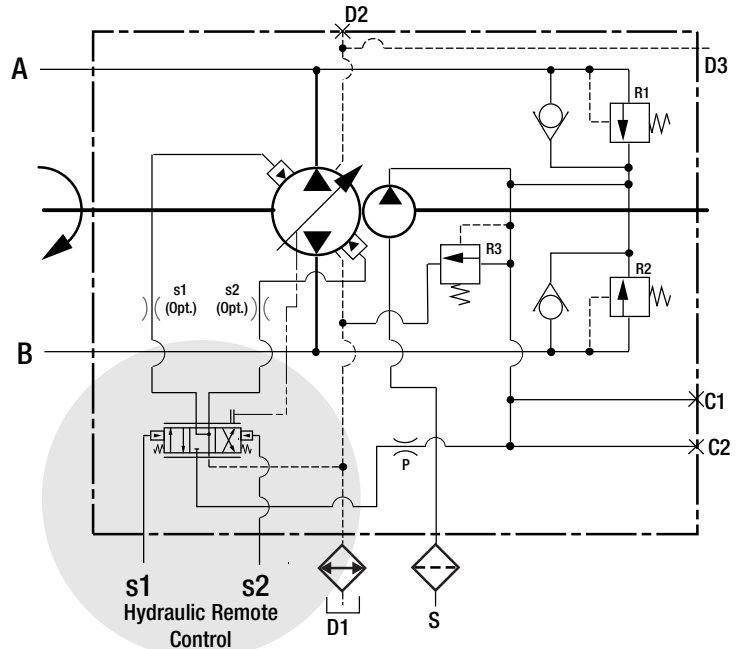 D2
A
D3
R1
R3
R2
s1
(Opt.)
s2
(Opt.)
B
C1
C2
P
s1
s2
Hydraulic Remote
Control
D1
S